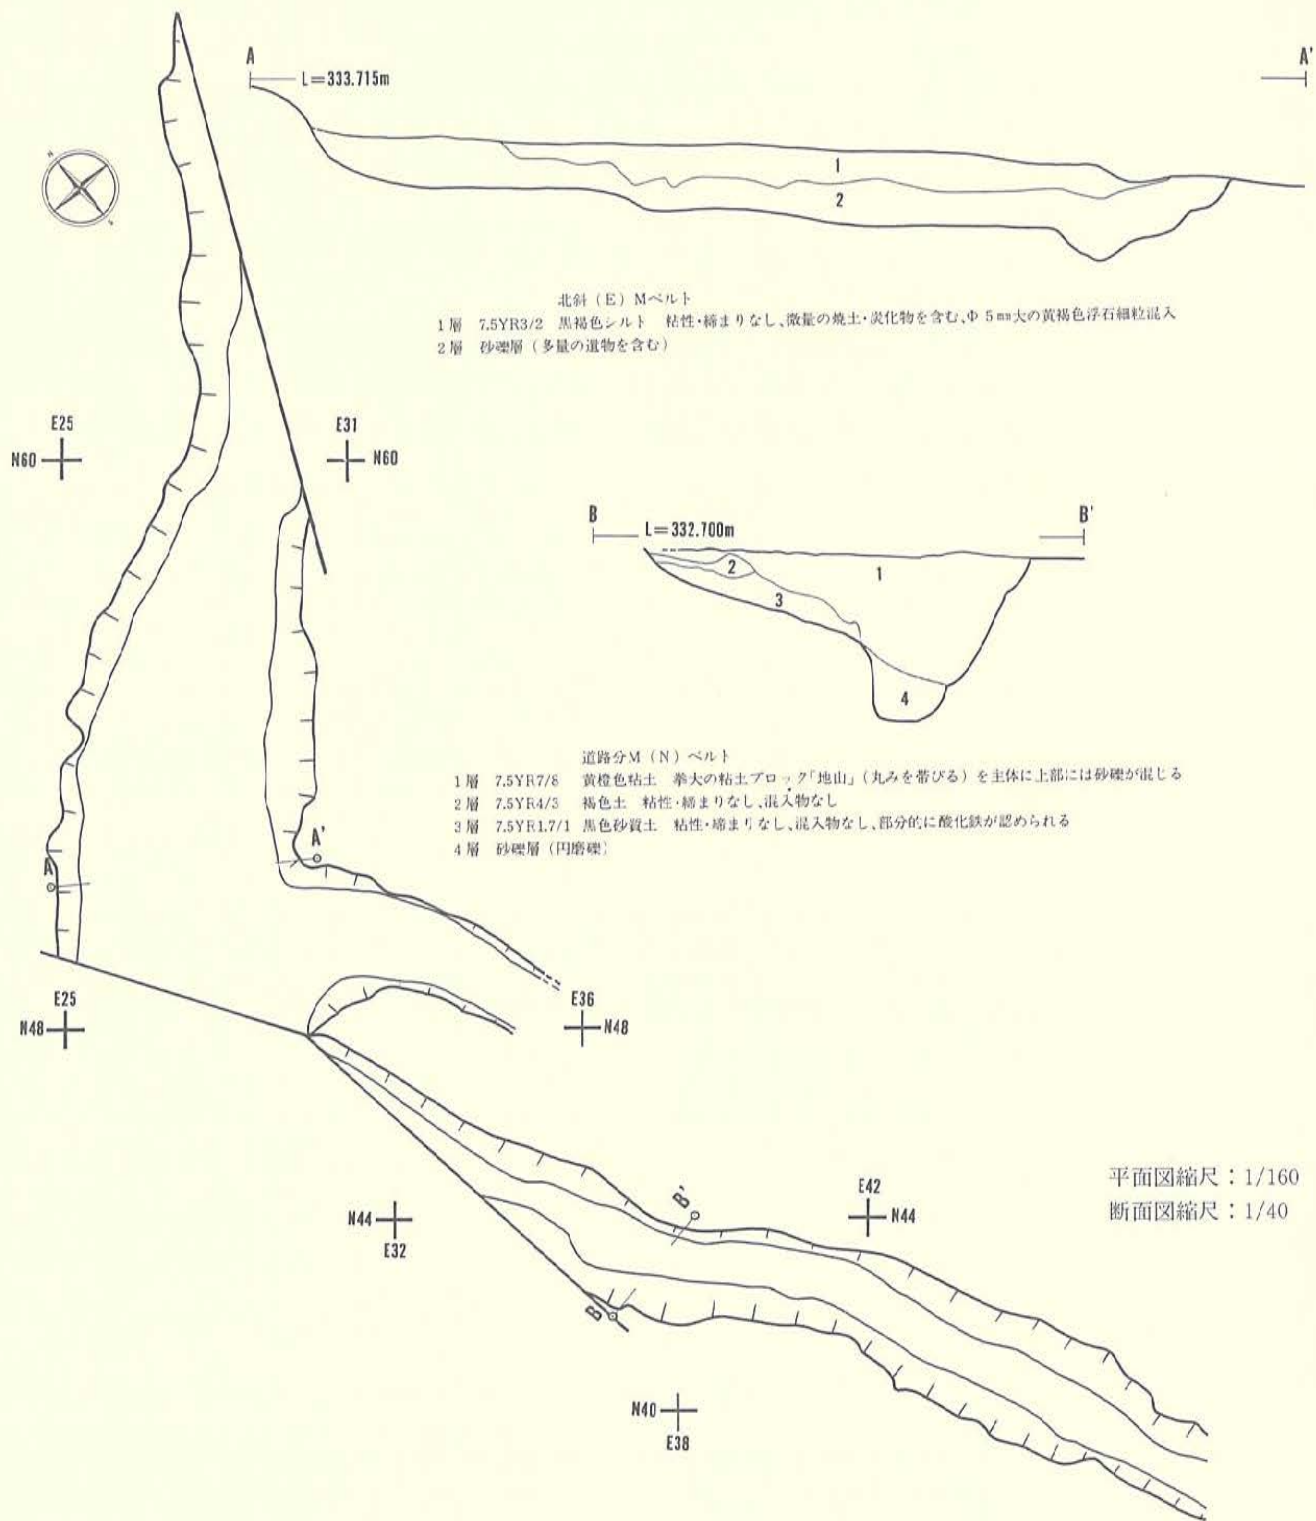 A
A'
L=333.715m
1
2
北斜(E)Mベルト
1層 7.5YR3/2 黒褐色シルト 粘性・締まりなし、微量の焼土・炭化物を含む、Φ5㎜大の黄褐色浮石細粒混入
2層 砂礫層(多量の遺物を含む)
E25
N60
E31
N60
B
B'
L=332.700m
2
1
3
4
道路分M(N)ベルト
1層 7.5YR7/8 黄橙色粘土 拳大の粘土ブロック「地山」(丸みを帯びる)を主体に上部には砂礫が混じる
2層 7.5YR4/3 褐色土 粘性・締まりなし、混入物なし
3層 7.5YR1.7/1 黒色砂質土 粘性・締まりなし、混入物なし、部分的に酸化鉄が認められる
4層 砂礫層(円磨礫)
A
A'
E25
N48
E36
N48
平面図縮尺:1/160
断面図縮尺:1/40
B'
E42
N44
N44
E32
B
N40
E38